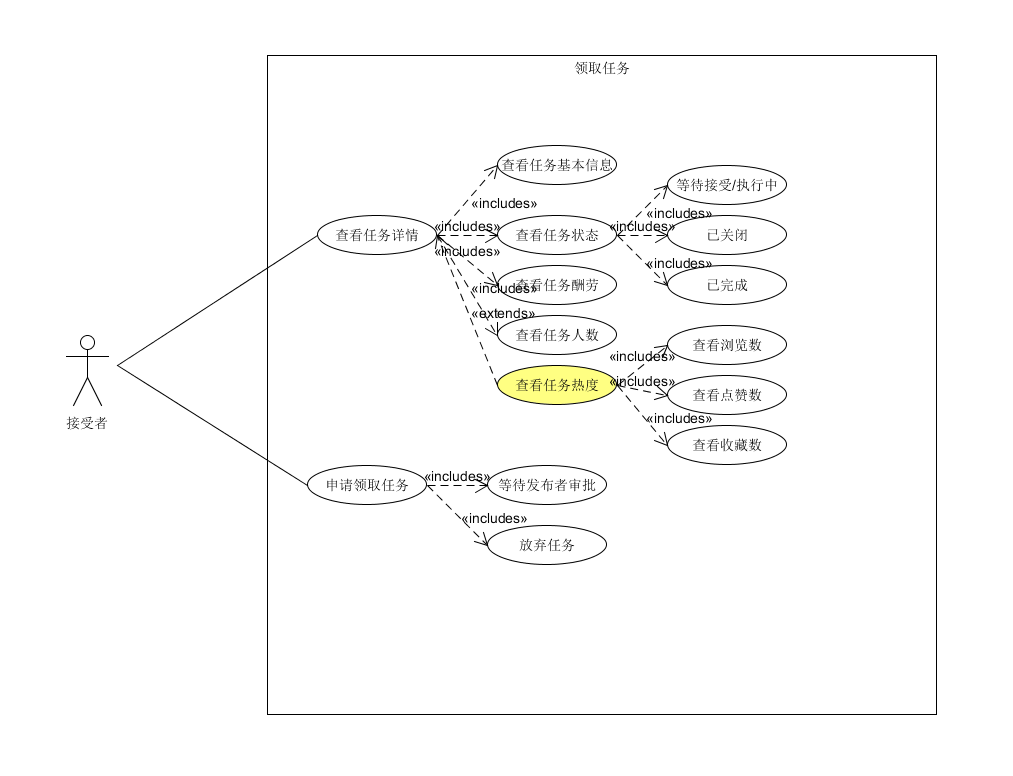 领取任务
查看任务基本信息
等待接受/执行中
«includes»
«includes»
«includes»
«includes»
查看任务详情
查看任务状态
已关闭
«includes»
«includes»
查看任务酬劳
已完成
«includes»
«extends»
查看任务人数
查看浏览数
«includes»
查看任务热度
«includes»
查看点赞数
«includes»
接受者
查看收藏数
«includes»
申请领取任务
等待发布者审批
«includes»
放弃任务